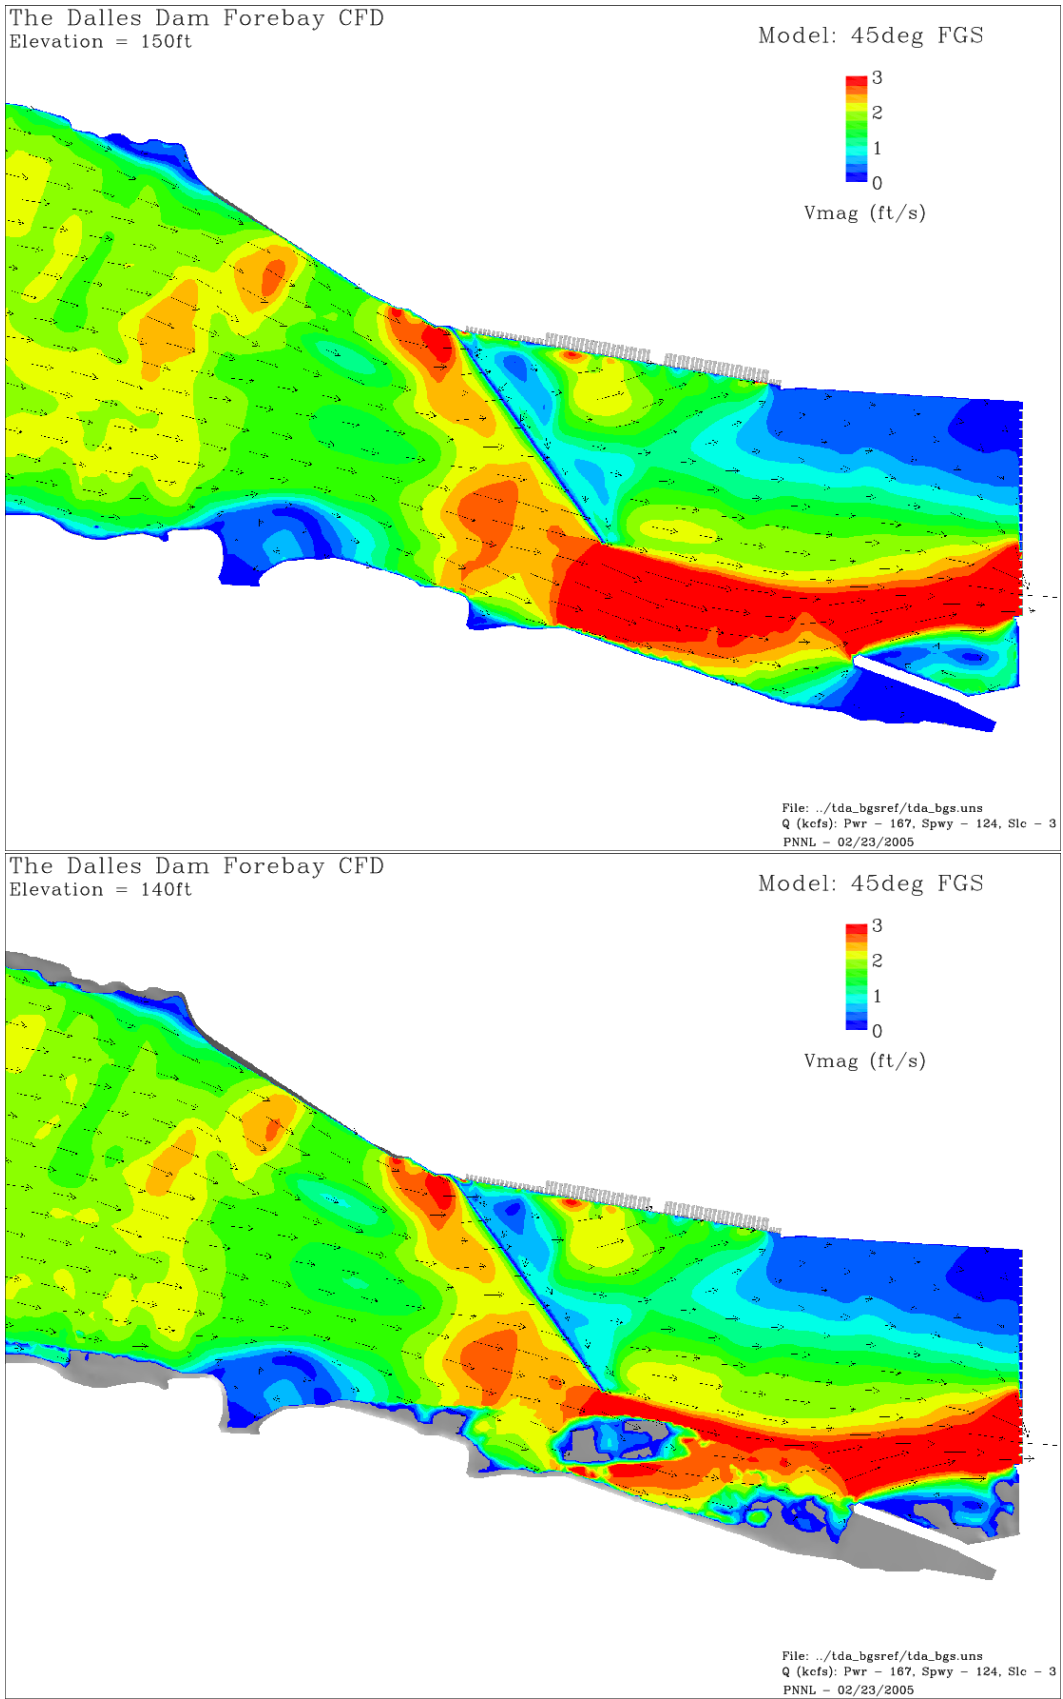 The Dalles Dam Forebay CFD
Elevation = 150ft
Model: 45deg FGS
3
2
1
0
Vmag (ft/s)
File: ../tda_bgsref/tda_bgs.uns
Q (kcfs): Pwr - 167, Spwy - 124, Slc - 3
PNNL - 02/23/2005
The Dalles Dam Forebay CFD
Elevation = 140ft
Model: 45deg FGS
3
2
1
0
Vmag (ft/s)
File: ../tda_bgsref/tda_bgs.uns
Q (kcfs): Pwr - 167, Spwy - 124, Slc - 3
PNNL - 02/23/2005